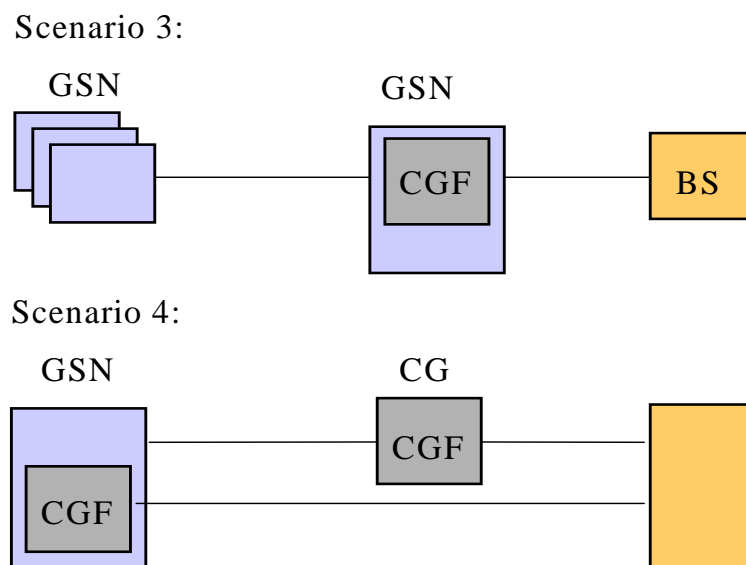 Scenario 3:
GSN
GSN
CGF
BS
Scenario 4:
GSN
CG
CGF
CGF